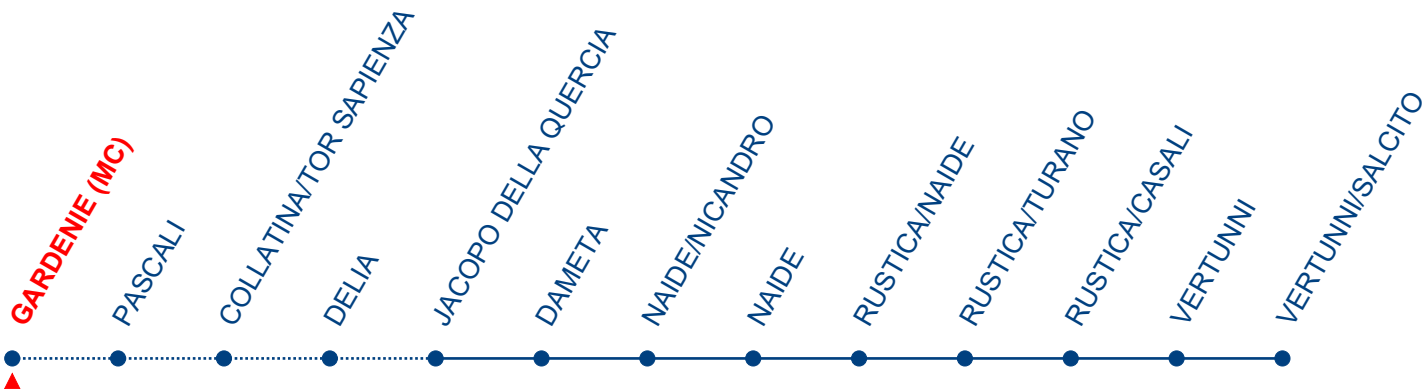 GARDENIE (MC)
PASCALI
COLLATINA/TOR SAPIENZA
DELIA
JACOPO DELLA QUERCIA
DAMETA
NAIDE/NICANDRO
NAIDE
RUSTICA/NAIDE
RUSTICA/TURANO
RUSTICA/CASALI
VERTUNNI
VERTUNNI/SALCITO